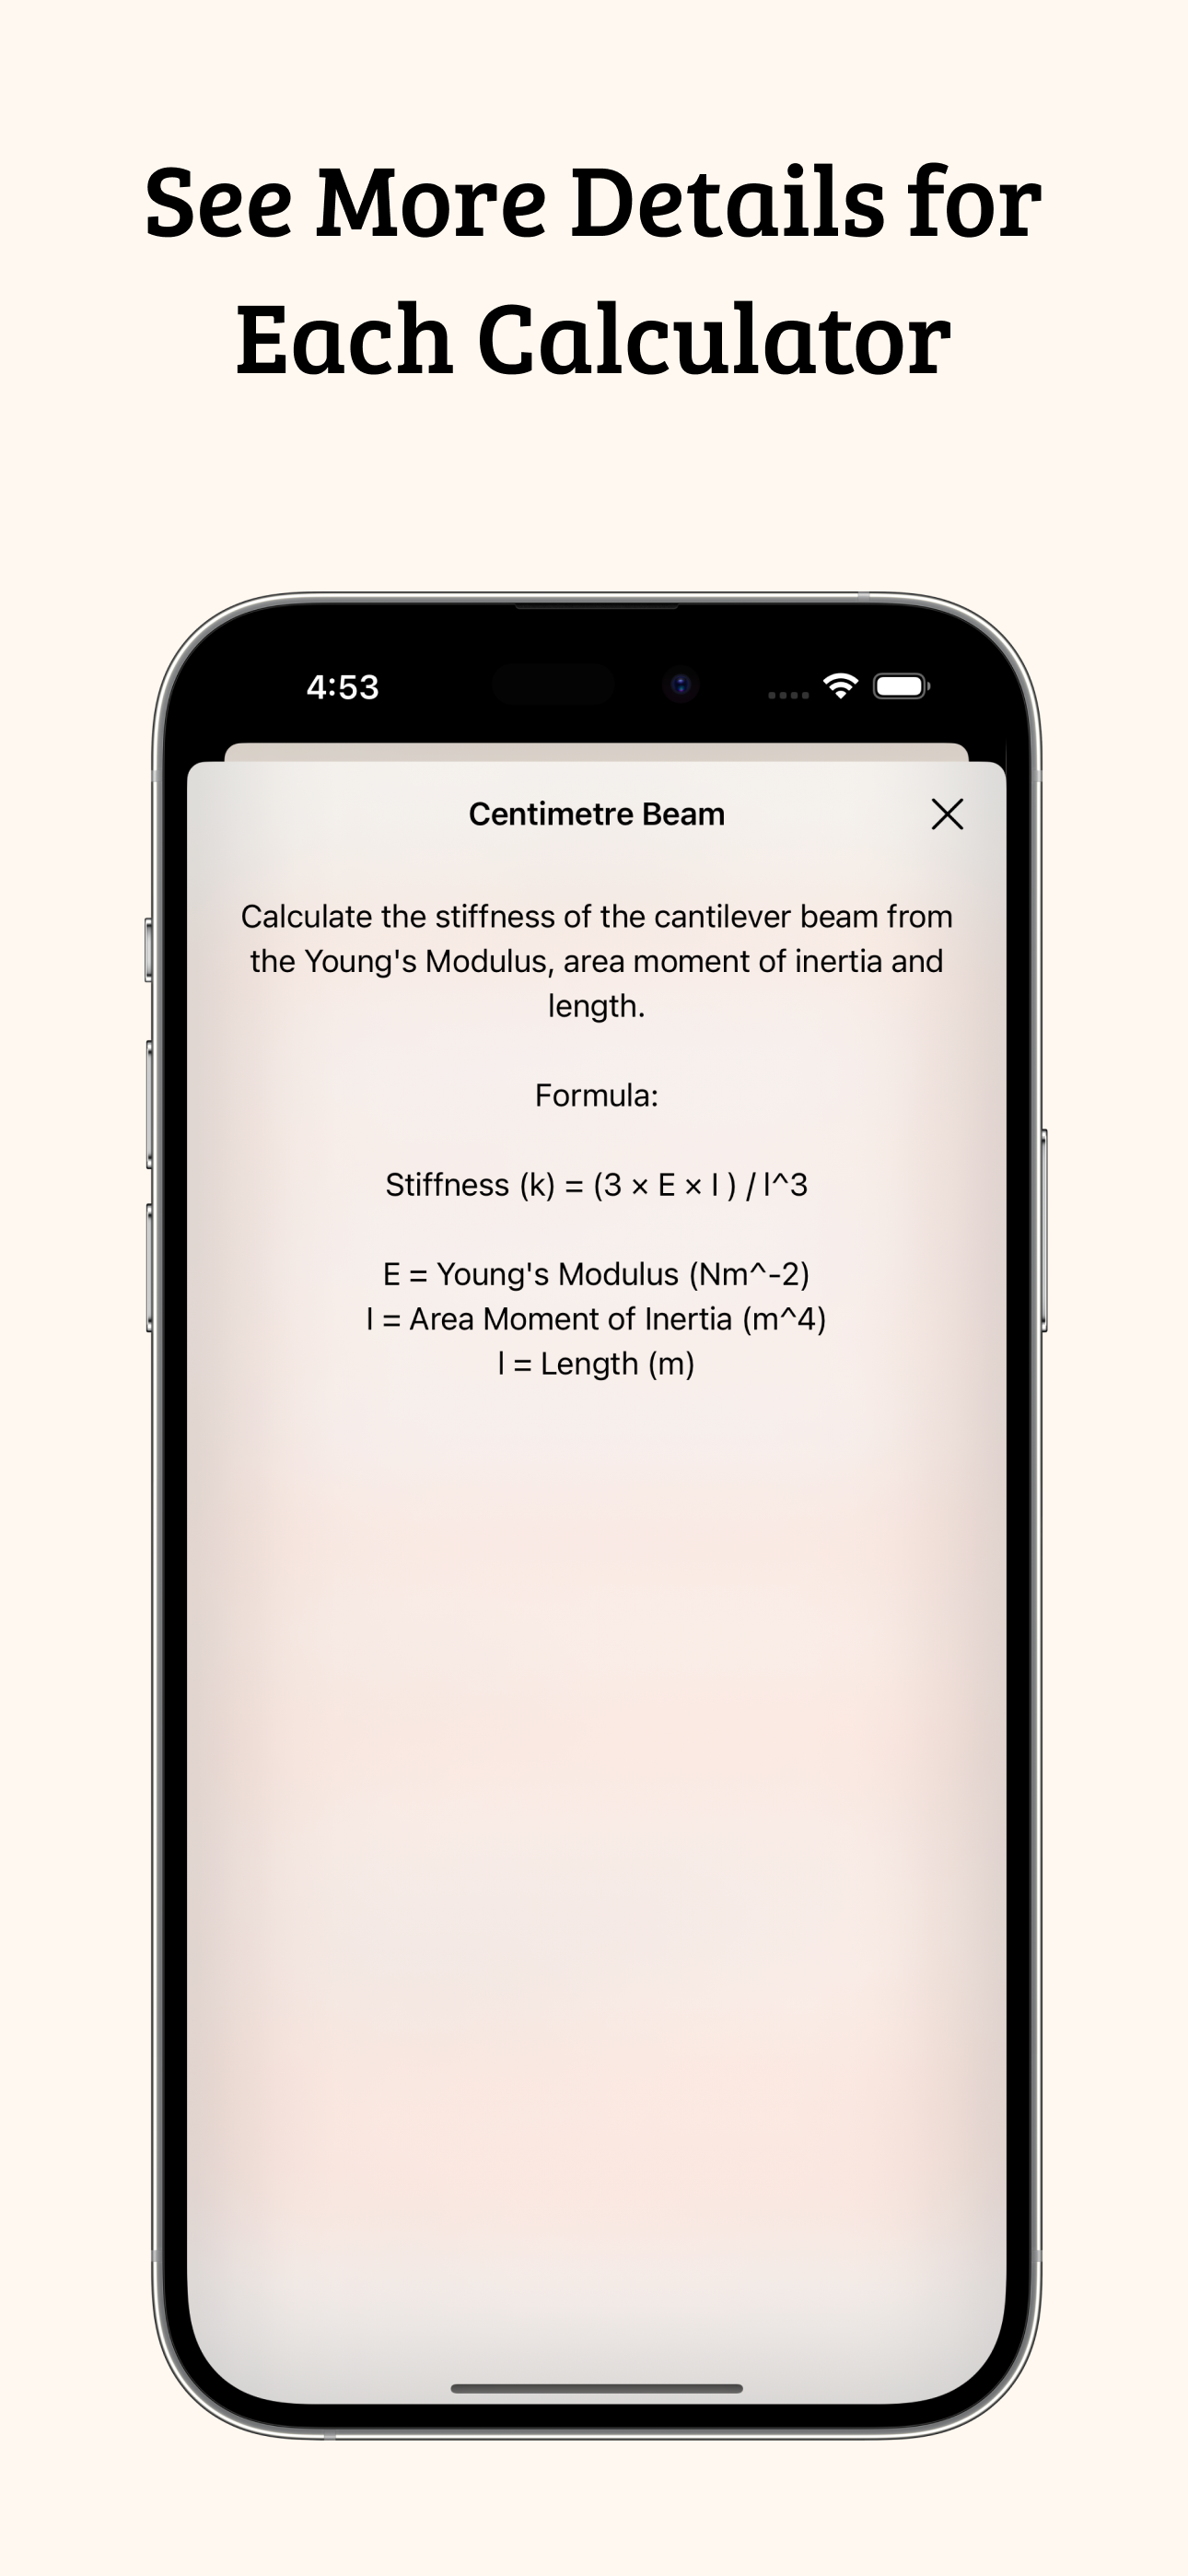 See More Details for
Each Calculator
4:53
Centimetre Beam
Calculate the stiffness of the cantilever beam from
the Young's Modulus, area moment of inertia and
length.
Formula:
Stiffness (k) = (3 × E × I ) / l^3
E = Young's Modulus (Nm^-2)
I = Area Moment of Inertia (m^4)
l = Length (m)